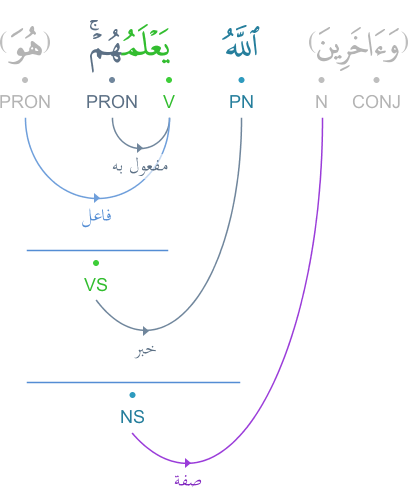 (وَءَاخَرِينَ) ٱللَّهُ يَعْلَمُهُمْۚ (هُوَ)
CONJ N PN V PRON PRON
مفعول به
فاعل
VS
خبر
NS
صفة